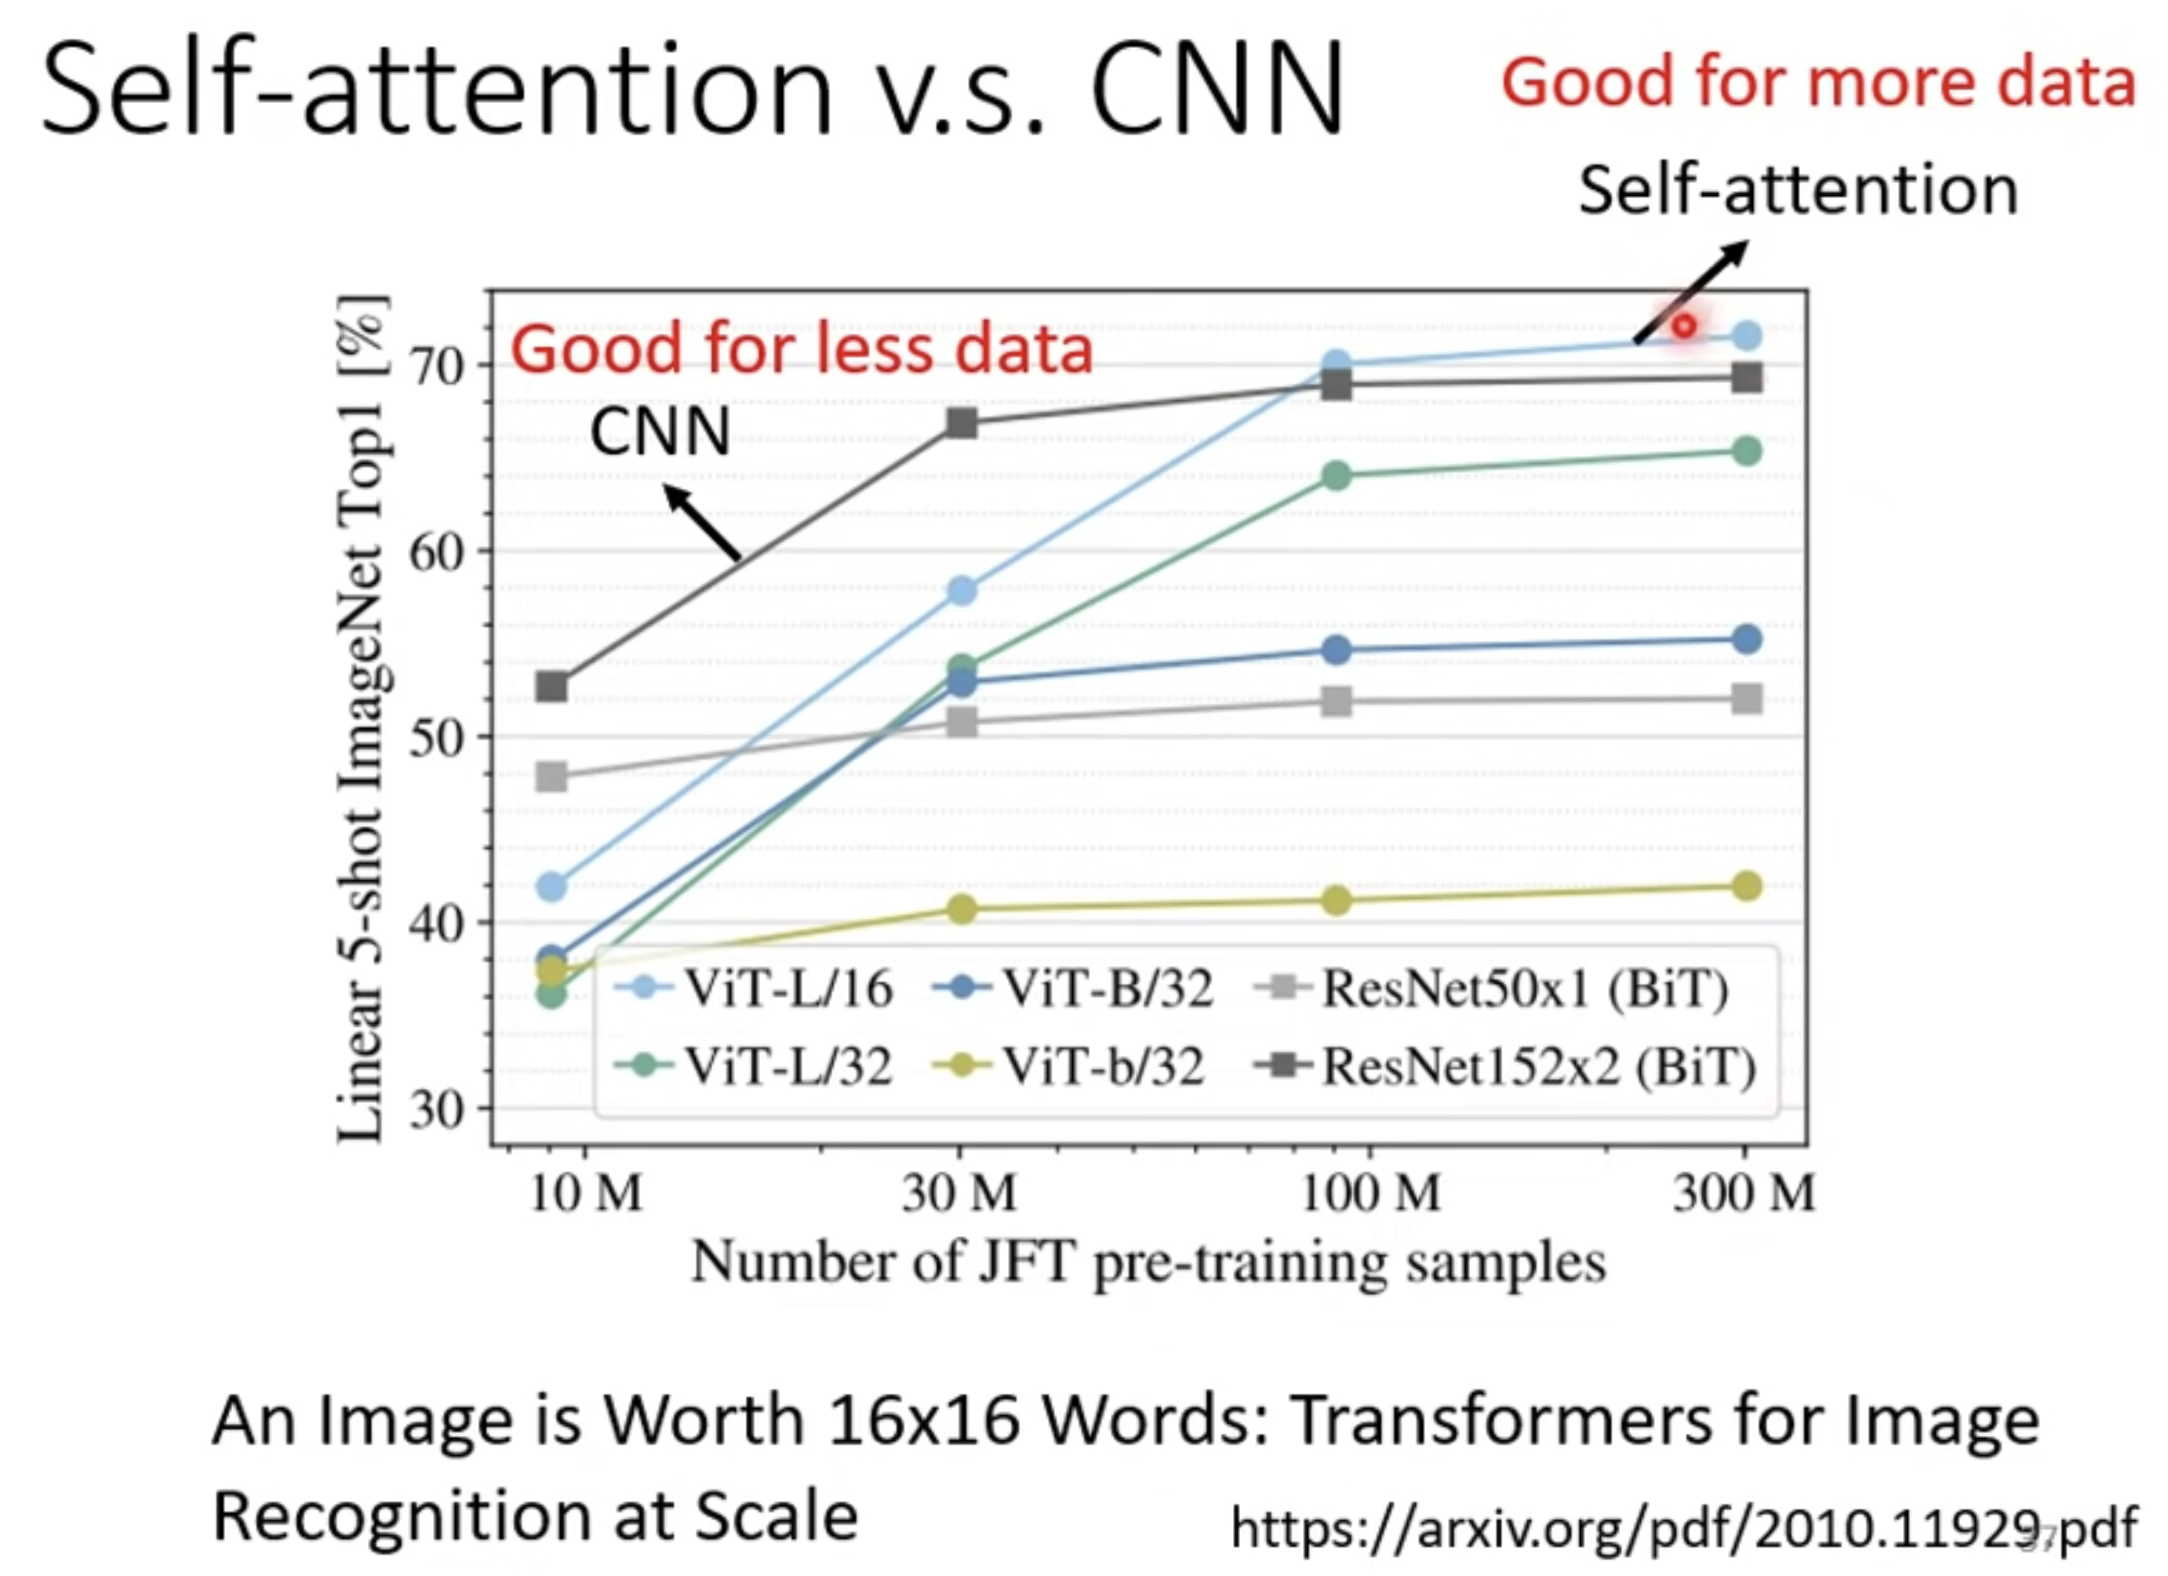 Self-attention v.s. CNN
Good for more data
Self-attention
Good for less data
CNN
Linear 5-shot ImageNet Top1 [%]
70
60
50
40
30
ViT-L/16 ViT-B/32 ResNet50x1 (BiT)
ViT-L/32 ViT-b/32 ResNet152x2 (BiT)
10 M 30 M 100 M 300 M
Number of JFT pre-training samples
An Image is Worth 16x16 Words: Transformers for Image
Recognition at Scale
https://arxiv.org/pdf/2010.11929.pdf
37